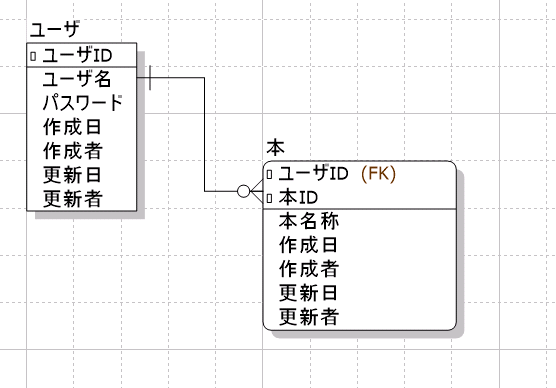 ユーザ
ユーザID
ユーザ名
パスワード
作成日
作成者
更新日
更新者
本
ユーザID (FK)
本ID
本名称
作成日
作成者
更新日
更新者